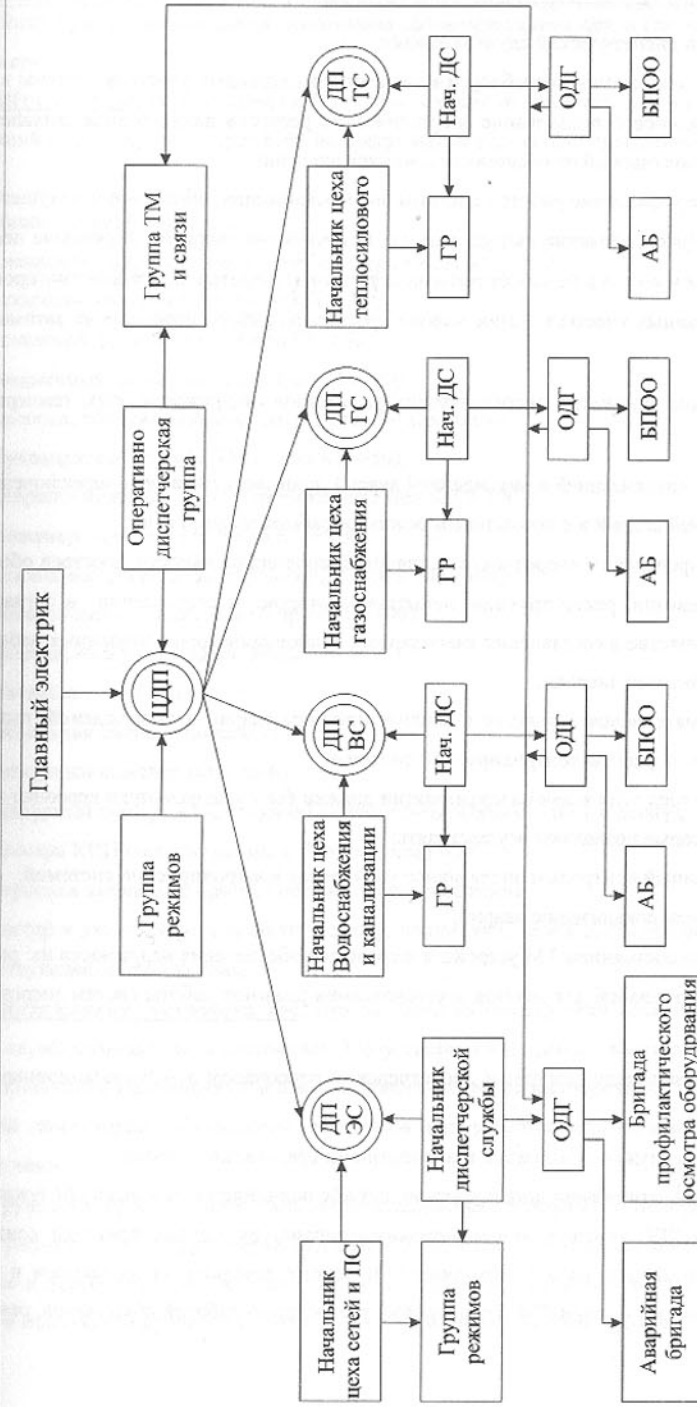 Главный электрик
Группа
режимов
ЦДП
Оперативно
диспетчерская
группа
Группа ТМ
и связи
Начальник
цеха сетей и ПС
ДП
ЭС
Начальник цеха
Водоснабжения
и канализации
ДП
ВС
Начальник цеха
газоснабжения
ДП
ГС
Начальник цеха
теплосилового
ДП
ТС
Группа
режимов
Начальник
диспетчерской
службы
ГР
Нач. ДС
ГР
Нач. ДС
ГР
Нач. ДС
ОДГ
ОДГ
ОДГ
ОДГ
Аварийная
бригада
Бригада
профилактического
осмотра оборудрвания
АБ
БПОО
АБ
БПОО
АБ
БПОО